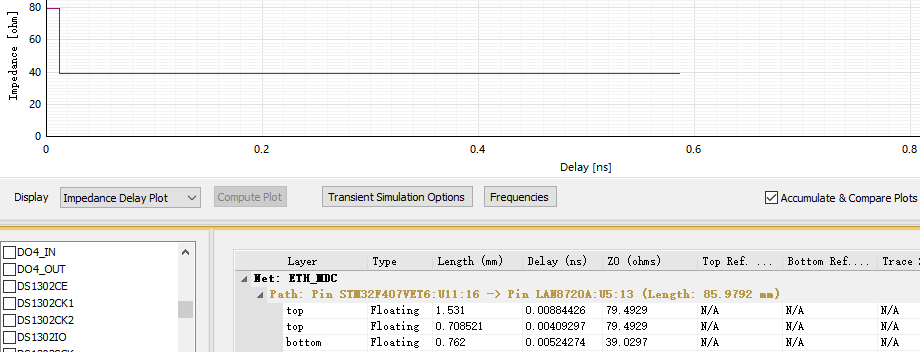 80
60
40
20
0
Impedance [ohm]
0 0.2 0.4 0.6 0.8
Delay [ns]
Display Impedance Delay Plot Compute Plot Transient Simulation Options Frequencies Accumulate & Compare Plots
DO4_IN
DO4_OUT
DS1302CE
DS1302CK1
DS1302CK2
DS1302IO
Layer Type Length (mm) Delay (ns) ZO (ohms) Top Ref. ... Bottom Ref... Trace
Net: ETH_MDC
Path: Pin STM32F407VET6:U11:16 -> Pin LAN8720A:U5:13 (Length: 85.9792 mm)
top Floating 1.531 0.00884426 79.4929 N/A N/A N/A
top Floating 0.708521 0.00409297 79.4929 N/A N/A N/A
bottom Floating 0.762 0.00524274 39.0297 N/A N/A N/A